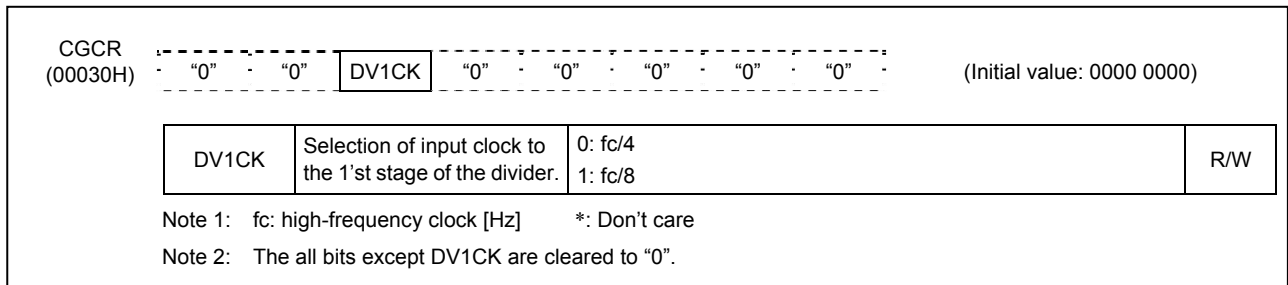 CGCR
(00030H) “0” “0” DV1CK “0” “0” “0” “0” “0” (Initial value: 0000 0000)
DV1CK Selection of input clock to the 1’st stage of the divider. 0: fc/4 1: fc/8 R/W
Note 1: fc: high-frequency clock [Hz] *: Don’t care
Note 2: The all bits except DV1CK are cleared to “0”.